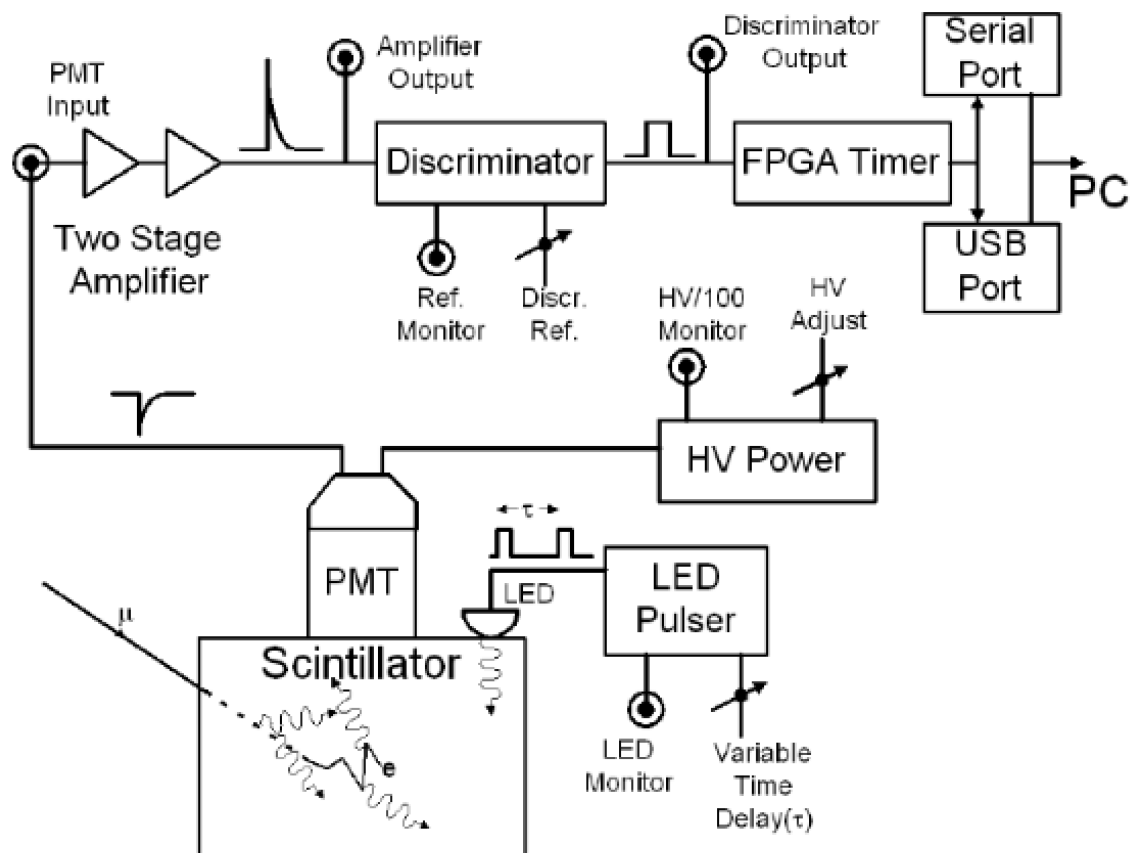 PMT
Input
Amplifier
Output
Discriminator
Output
Serial
Port
Discriminator
FPGA Timer
PC
Two Stage
Amplifier
Ref.
Monitor
Discr.
Ref.
HV/100
Monitor
HV
Adjust
USB
Port
HV Power
τ
PMT
LED
LED
Pulser
μ
Scintillator
e
LED
Monitor
Variable
Time
Delay(τ)